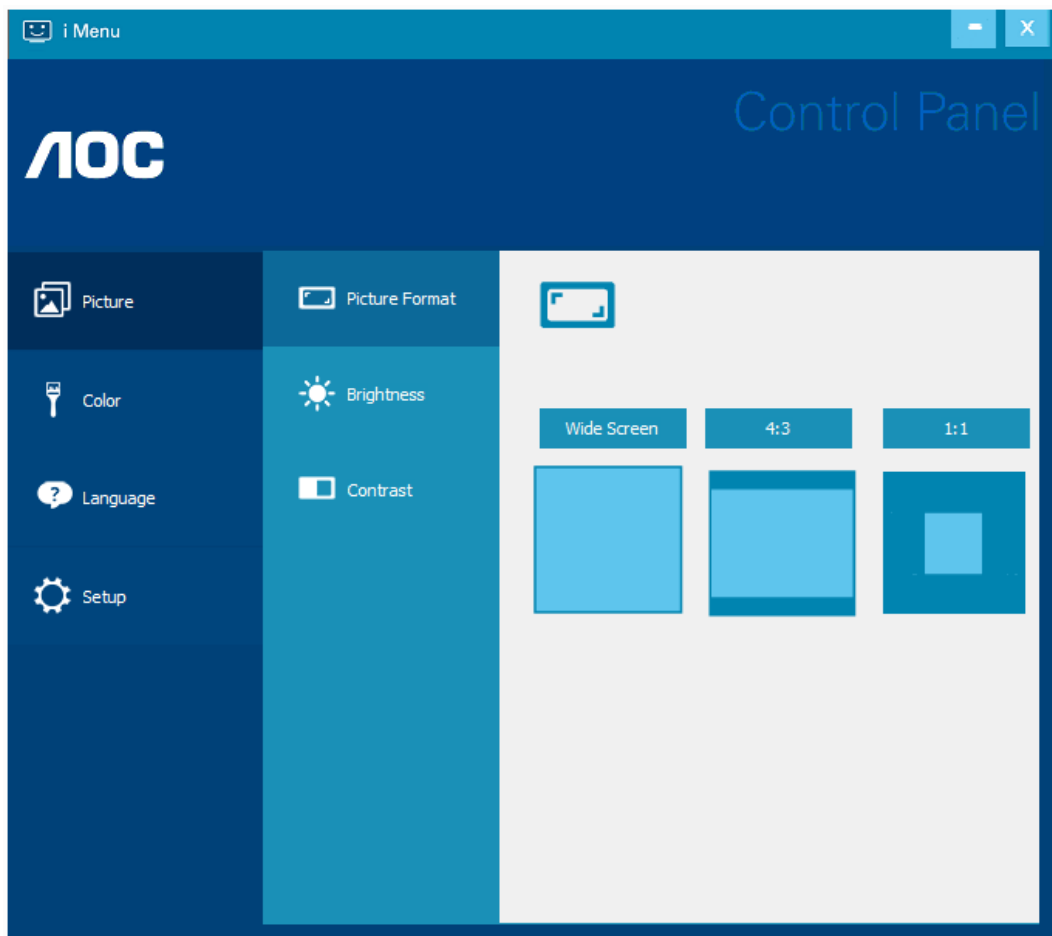 i Menu
X
Control Panel
AOC
Picture
Picture Format
Color
Brightness
Wide Screen
4:3
1:1
Language
Contrast
Setup